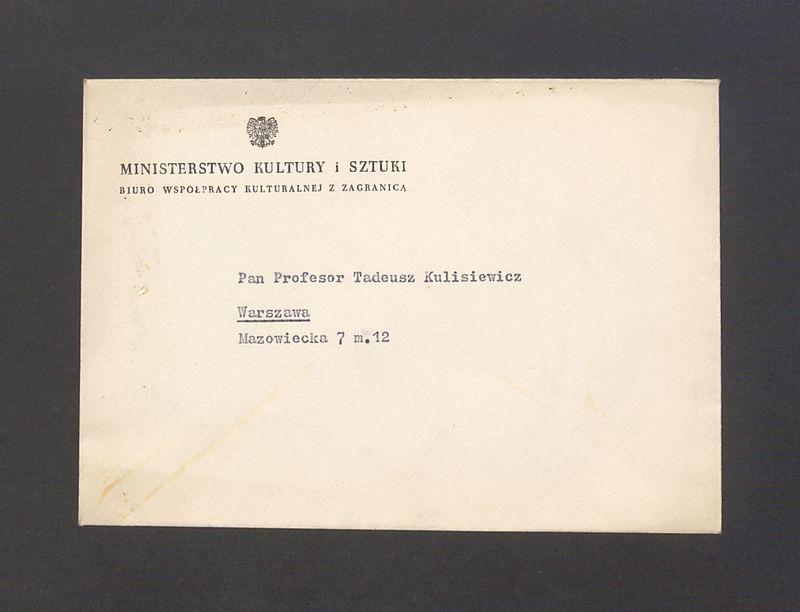 MINISTERSTWO KULTURY i SZTUKI
BIURO WSPÓŁPRACY KULTURALNEJ Z ZAGRANICĄ
Pan Profesor Tadeusz Kulisiewicz
Warszawa
Mazowiecka 7 m.12